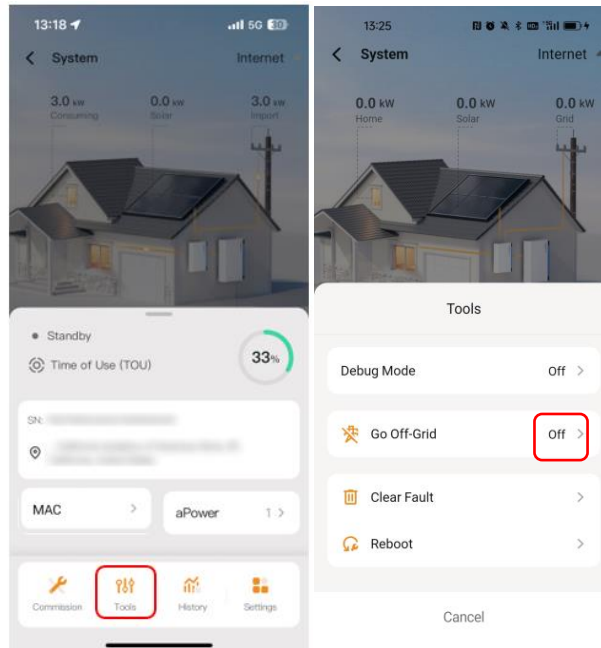 13:18 5G 30
System Internet
3.0 kW 0.0 kW 3.0 kW
Consuming Solar Import
Standby
Time of Use (TOU) 33%
SN:
MAC aPower 1
Commission Tools History Settings
13:25
System Internet
0.0 kW 0.0 kW 0.0 kW
Home Solar Grid
Tools
Debug Mode Off
Go Off-Grid Off
Clear Fault
Reboot
Cancel